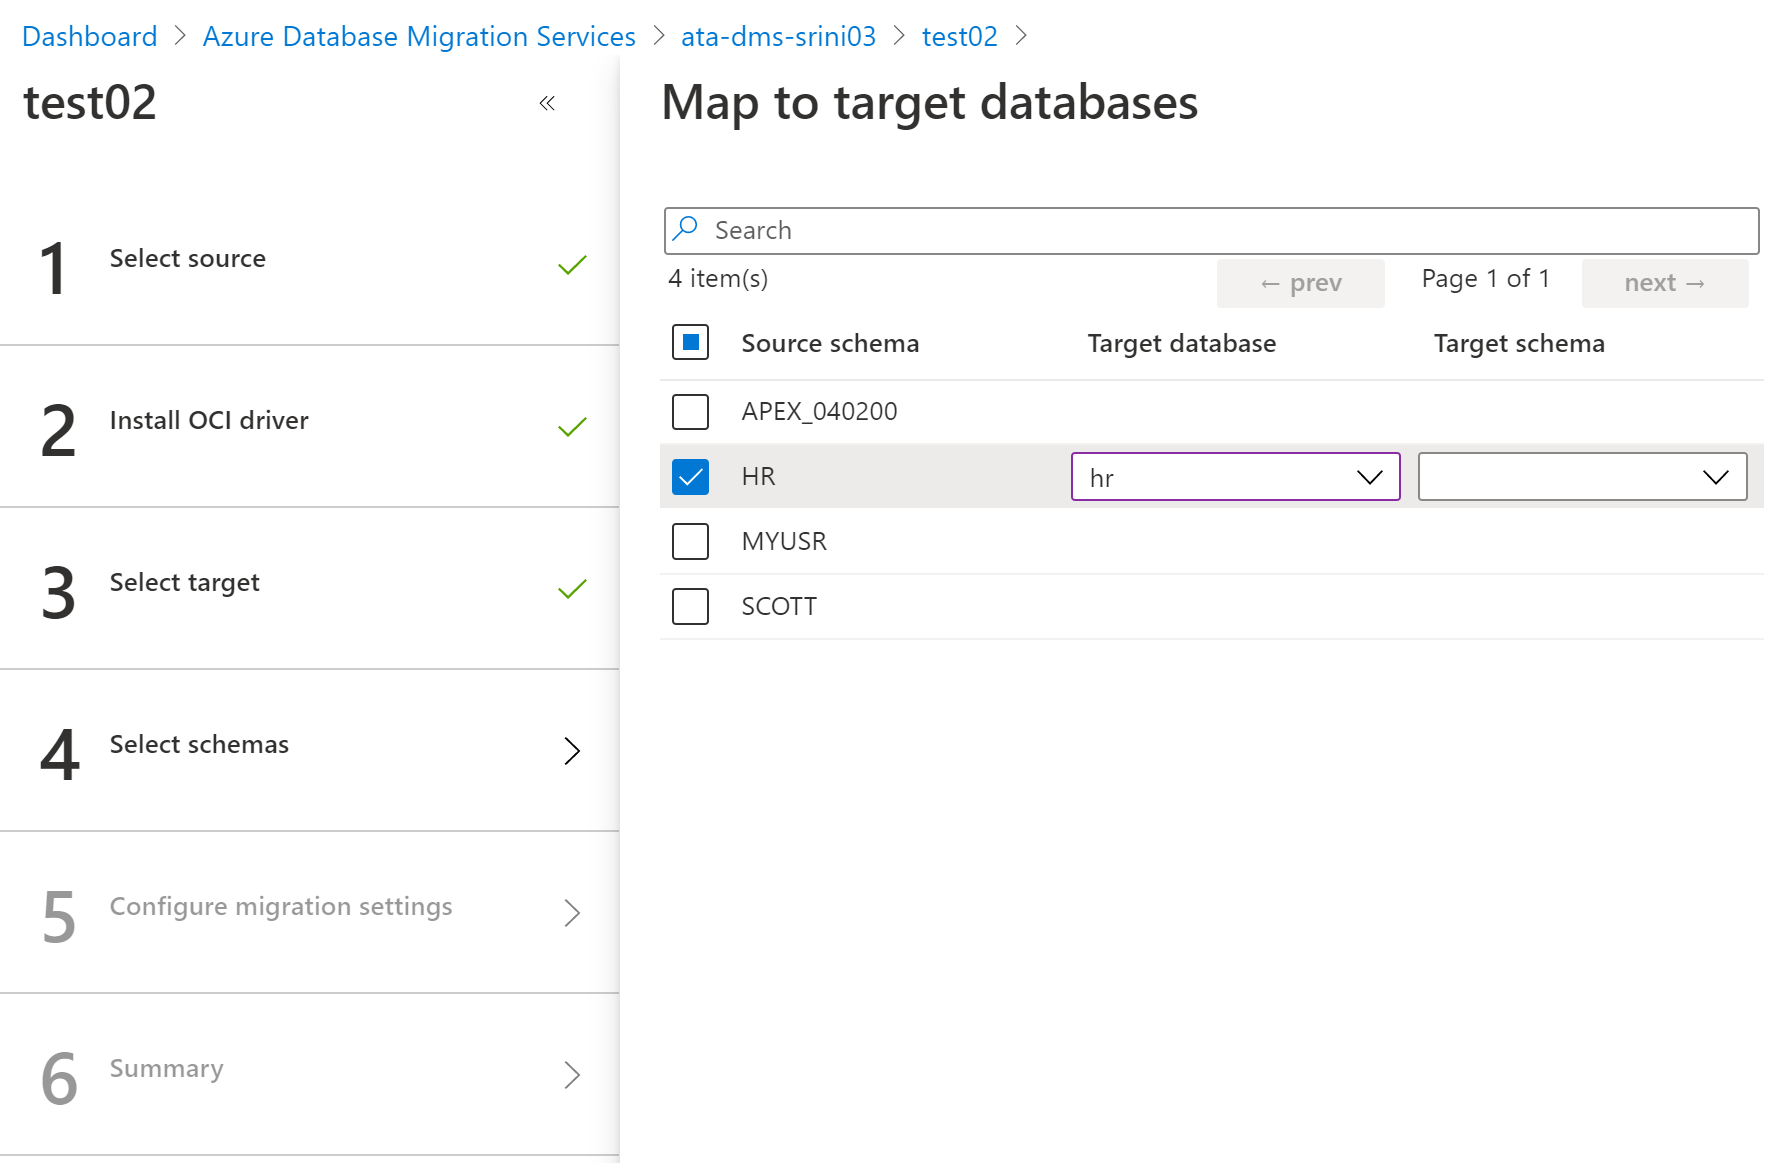 Dashboard > Azure Database Migration Services > ata-dms-srini03 > test02 >
test02 «
Map to target databases
1 Select source
2 Install OCI driver
3 Select target
4 Select schemas
5 Configure migration settings
6 Summary
Search
4 item(s) ← prev Page 1 of 1 next →
Source schema Target database Target schema
APEX_040200
HR hr
MYUSR
SCOTT